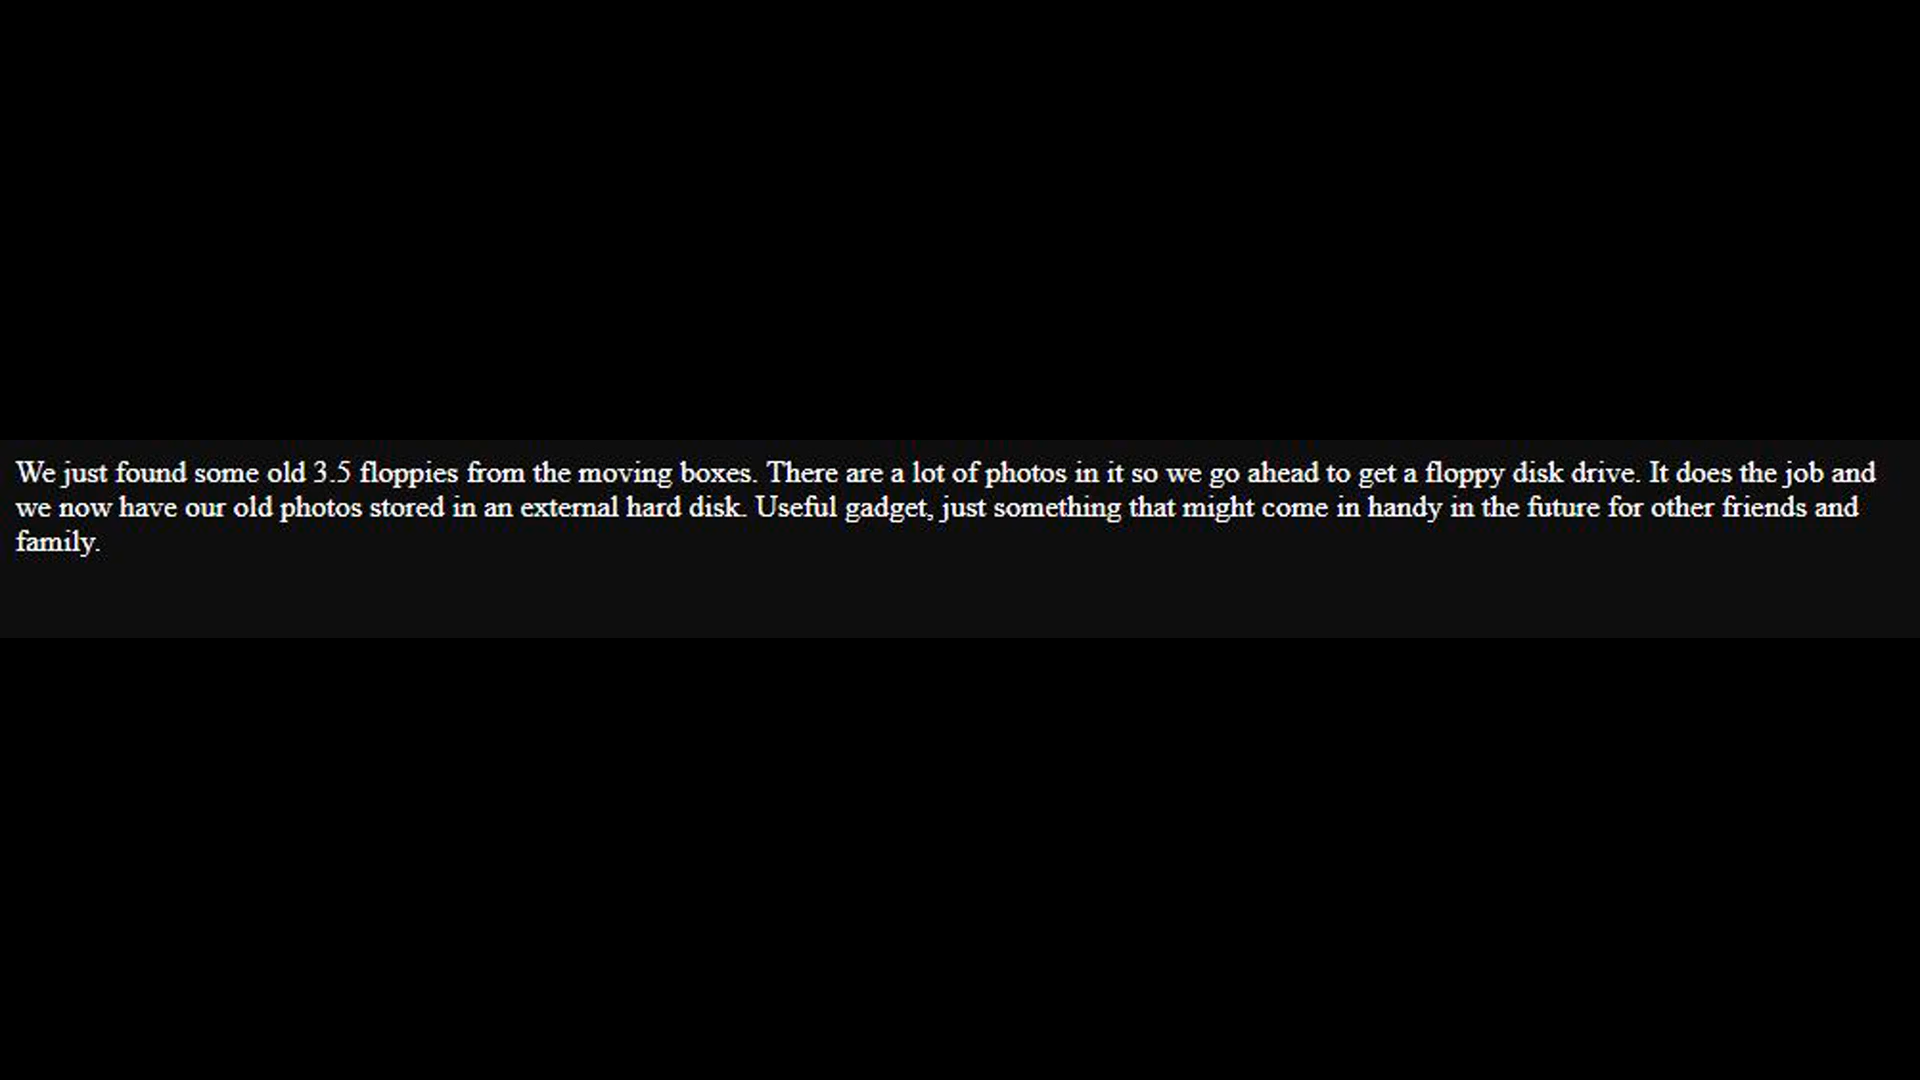 We just found some old 3.5 floppies from the moving boxes. There are a lot of photos in it so we go ahead to get a floppy disk drive. It does the job and
we now have our old photos stored in an external hard disk. Useful gadget, just something that might come in handy in the future for other friends and
family.